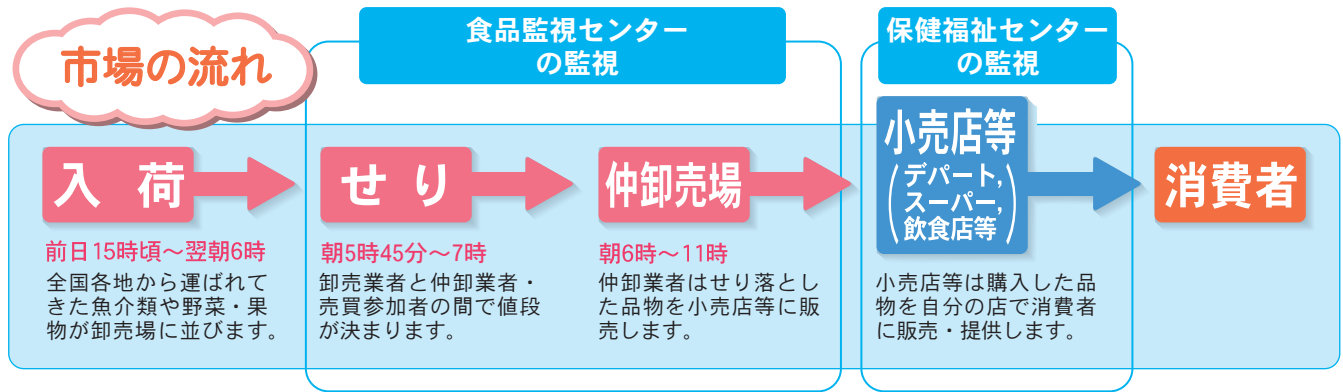 市場の流れ
食品監視センター
の監視
保健福祉センター
の監視
入荷
前日15時頃～翌朝6時
全国各地から運ばれて
きた魚介類や野菜・果
物が卸売場に並びます。
せり
朝5時45分～7時
卸売業者と仲卸業者・
売買参加者の間で値段
が決まります。
仲卸売場
朝6時～11時
仲卸業者はせり落とし
た品物を小売店等に販
売します。
小売店等
(デパート,
スーパー,
飲食店等)
小売店等は購入した品
物を自分の店で消費者
に販売・提供します。
消費者